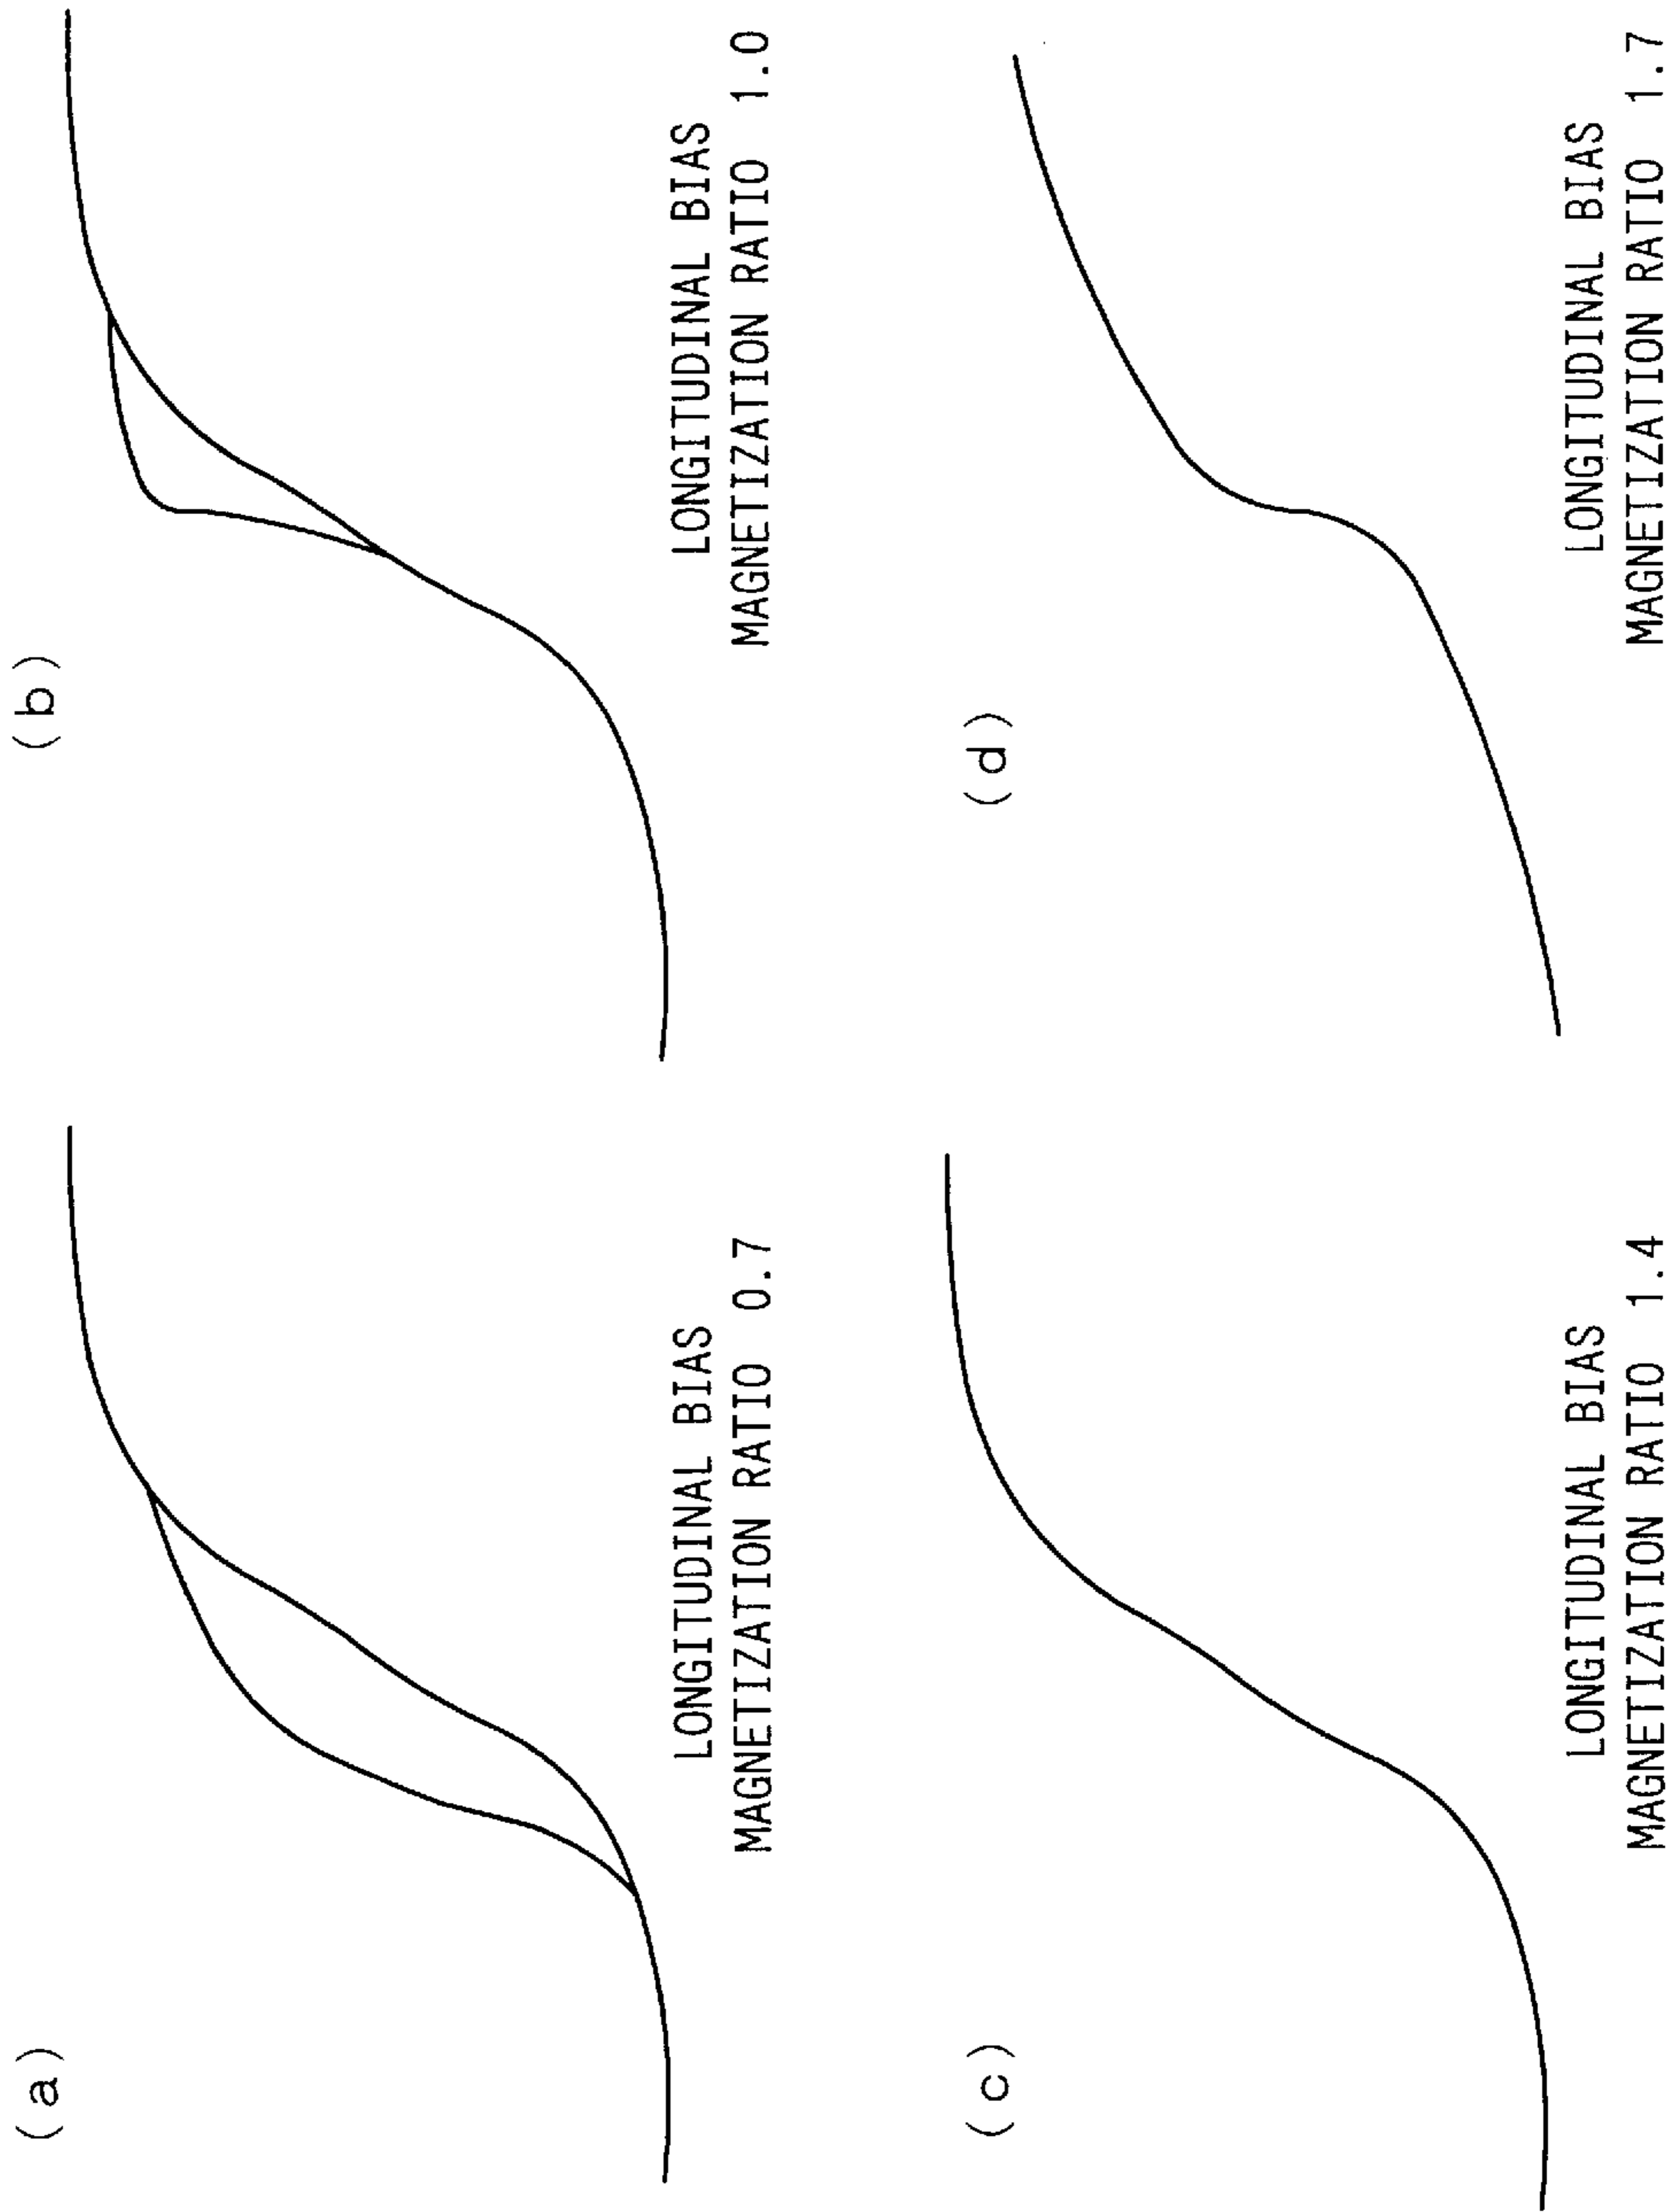 (a)
LONGITUDINAL BIAS
MAGNETIZATION RATIO 0.7
(b)
LONGITUDINAL BIAS
MAGNETIZATION RATIO 1.0
(c)
LONGITUDINAL BIAS
MAGNETIZATION RATIO 1.4
(d)
LONGITUDINAL BIAS
MAGNETIZATION RATIO 1.7